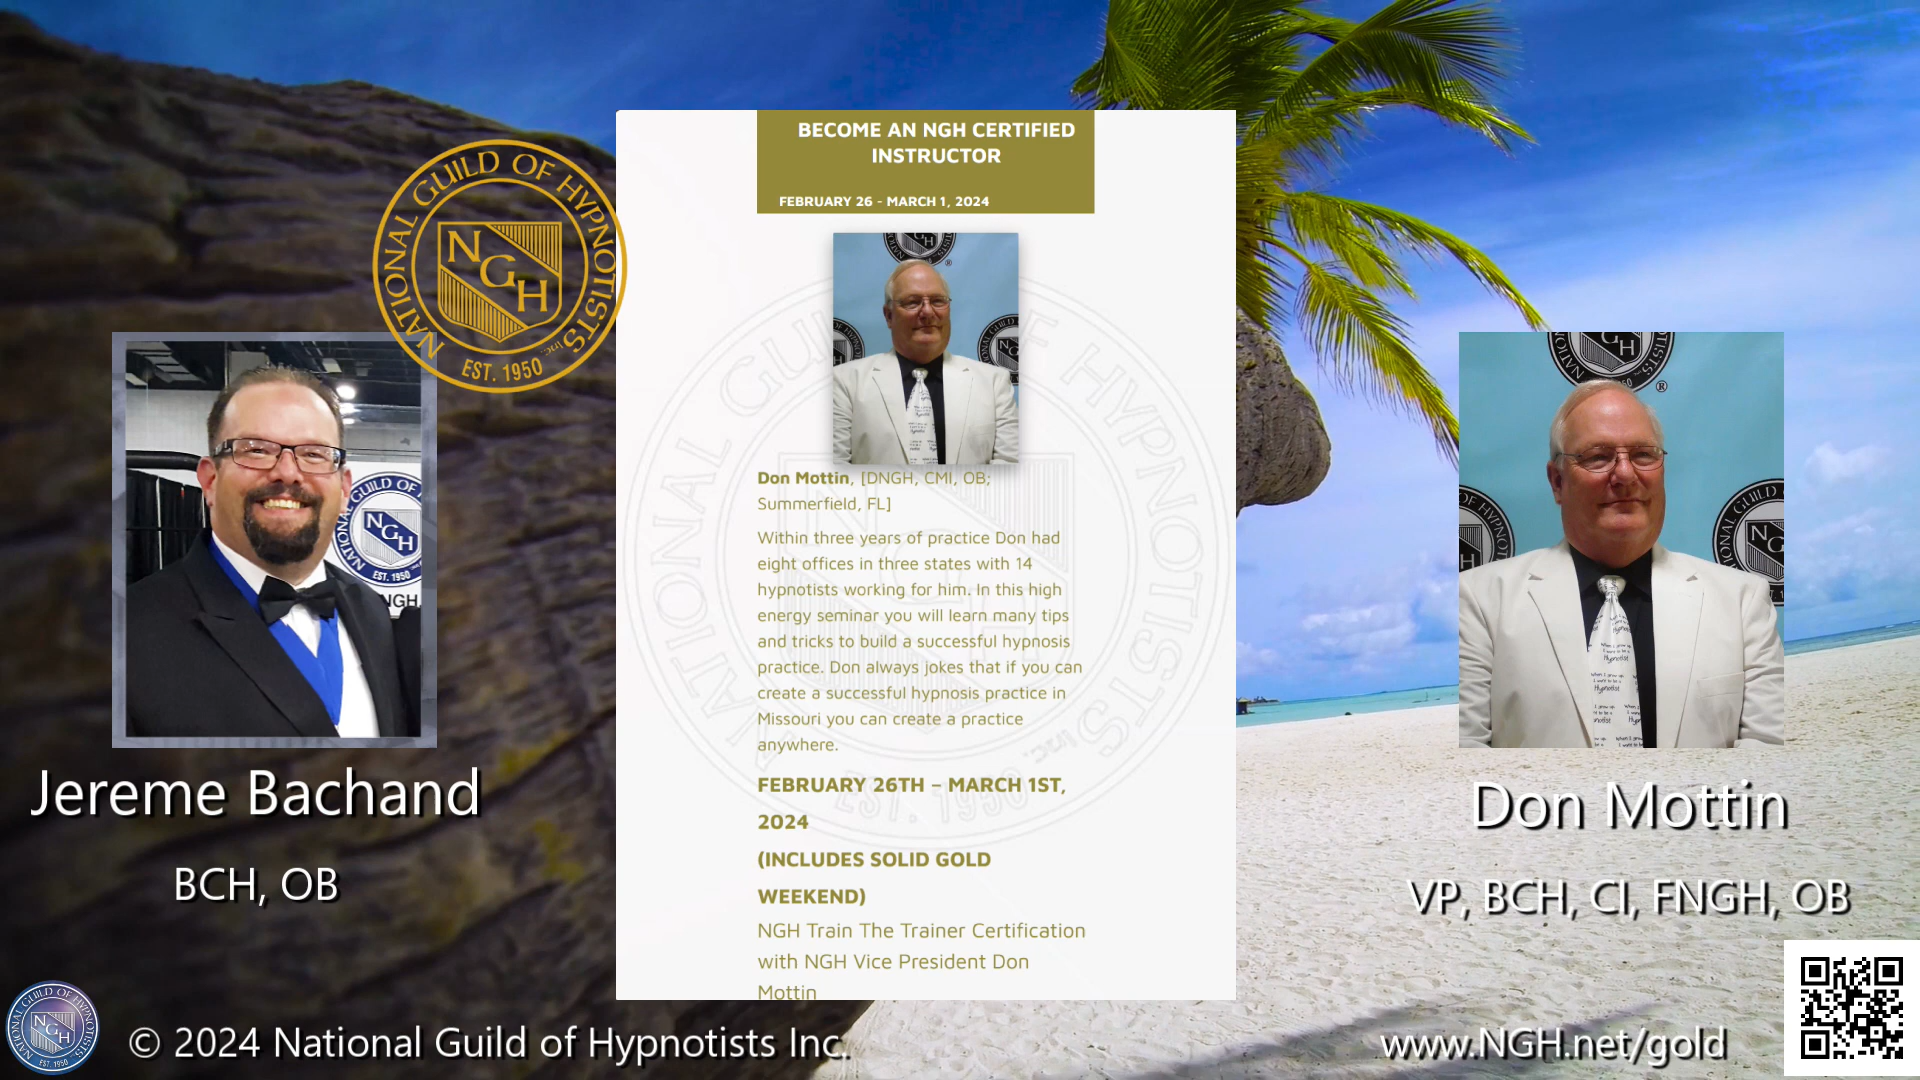 BECOME AN NGH CERTIFIED
INSTRUCTOR
FEBRUARY 26 - MARCH 1, 2024
NATIONAL GUILD OF HYPNOTISTS, Inc.
NGH
EST. 1950
Don Mottin, [DNGH, CMI, OB;
Summerfield, FL]
Within three years of practice Don had
eight offices in three states with 14
hypnotists working for him. In this high
energy seminar you will learn many tips
and tricks to build a successful hypnosis
practice. Don always jokes that if you can
create a successful hypnosis practice in
Missouri you can create a practice
anywhere.
FEBRUARY 26TH – MARCH 1ST,
2024
(INCLUDES SOLID GOLD
WEEKEND)
NGH Train The Trainer Certification
with NGH Vice President Don
Mottin
Jereme Bachand
BCH, OB
Don Mottin
VP, BCH, CI, FNGH, OB
© 2024 National Guild of Hypnotists Inc.
www.NGH.net/gold